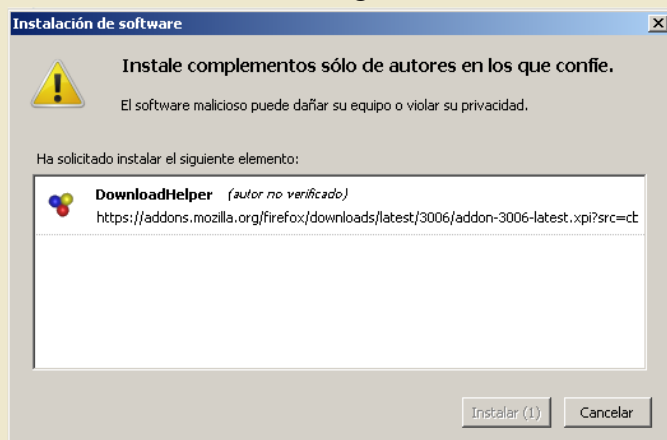 Instalación de software
Instale complementos sólo de autores en los que confíe.
El software malicioso puede dañar su equipo o violar su privacidad.
Ha solicitado instalar el siguiente elemento:
DownloadHelper (autor no verificado)
https://addons.mozilla.org/firefox/downloads/latest/3006/addon-3006-latest.xpi?src=cb
Instalar (1) Cancelar